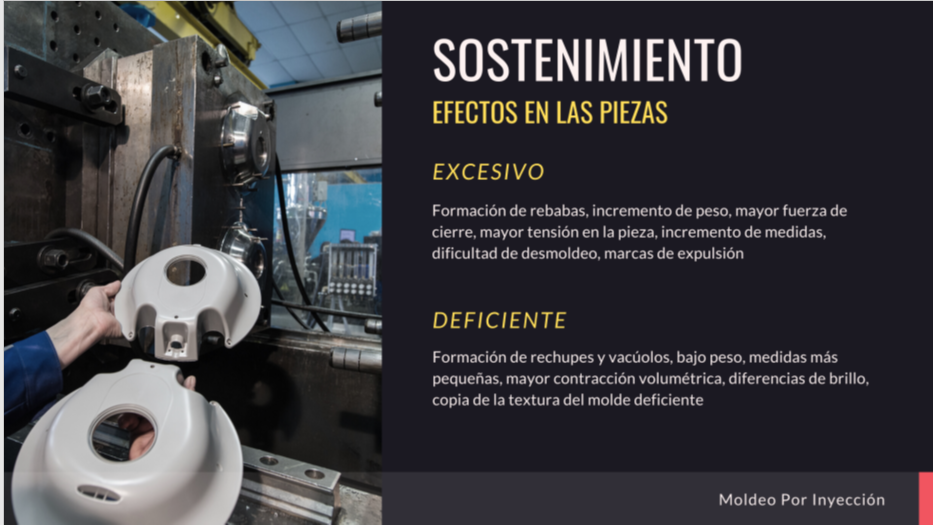 SOSTENIMIENTO
EFECTOS EN LAS PIEZAS
EXCESIVO
Formación de rebabas, incremento de peso, mayor fuerza de
cierre, mayor tensión en la pieza, incremento de medidas,
dificultad de desmoldeo, marcas de expulsión
DEFICIENTE
Formación de rechupes y vacúolos, bajo peso, medidas más
pequeñas, mayor contracción volumétrica, diferencias de brillo,
copia de la textura del molde deficiente
Moldeo Por Inyección